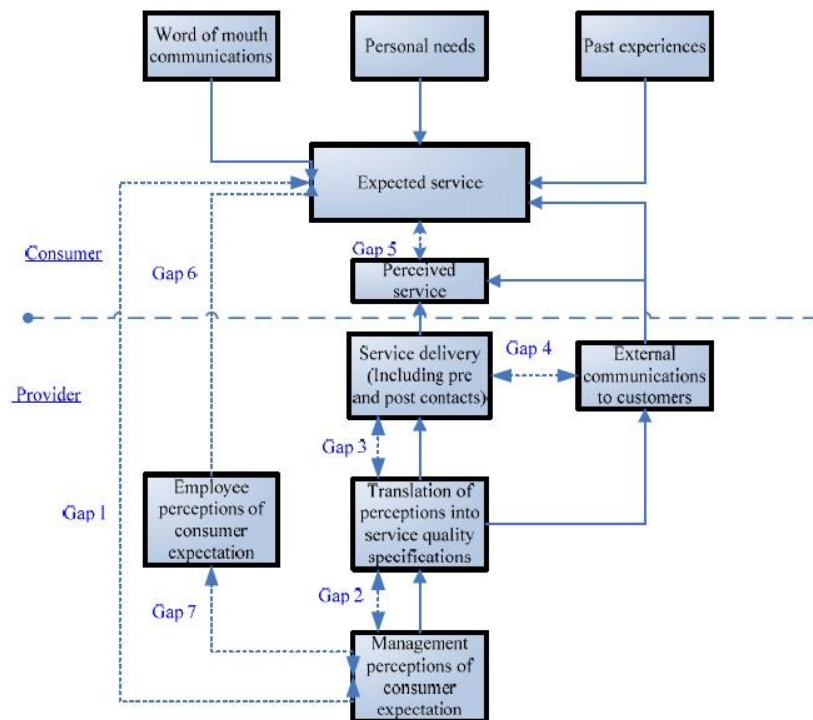 Word of mouth
communications
Personal needs
Past experiences
Expected service
Consumer
Gap 6
Gap 5
Perceived
service
Service delivery
(Including pre
and post contacts)
Gap 4
External
communications
to customers
Provider
Gap 3
Gap 1
Employee
perceptions of
consumer
expectation
Translation of
perceptions into
service quality
specifications
Gap 7
Gap 2
Management
perceptions of
consumer
expectation